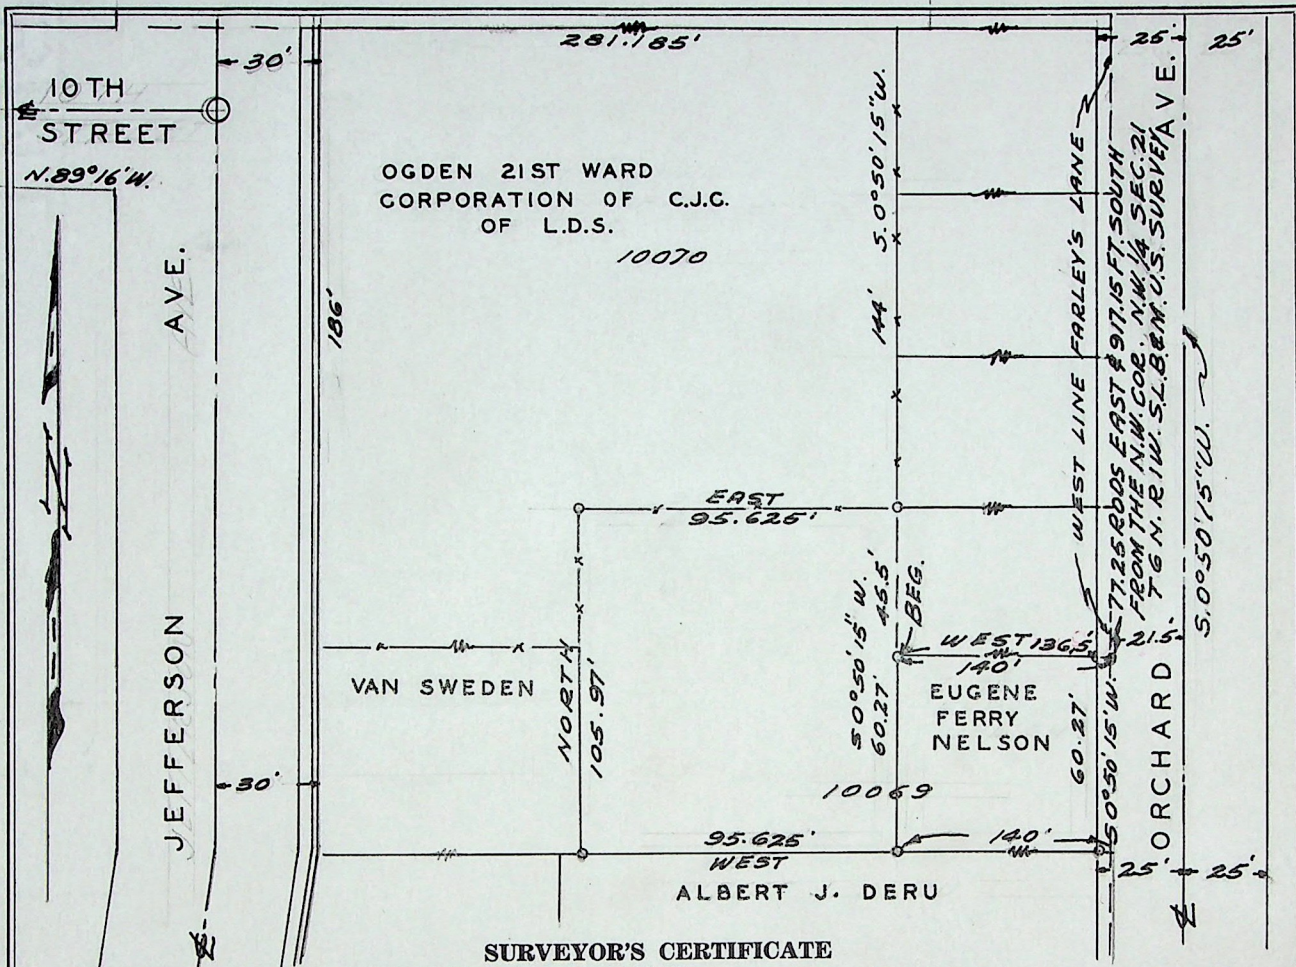 281.185'
30'
25'
25'
10TH
STREET
N.89°16'W.
OGDEN 21ST WARD
CORPORATION OF C.J.C.
OF L.D.S.
10070
JEFFERSON AVE.
186'
S.0°50'15"W.
144'
WEST LINE FARLEY'S LANE
77.25 RODS EAST & 917.15 FT. SOUTH
FROM THE N.W. COR. N.W. 1/4 SEC. 21
T 6 N. R 1 W. S.L.B.&M. U.S. SURVEY
ORCHARD AVE.
S.0°50'15"W.
EAST
95.625'
45.5'
BEG.
S0°50'15"W.
60.27'
WEST 136.5'
140'
21.5'
EUGENE
FERRY
NELSON
60.27'
S0°50'15"W.
VAN SWEDEN
NORTH
105.97'
30'
10069
95.625'
WEST
140'
25'
25'
ALBERT J. DERU
SURVEYOR'S CERTIFICATE